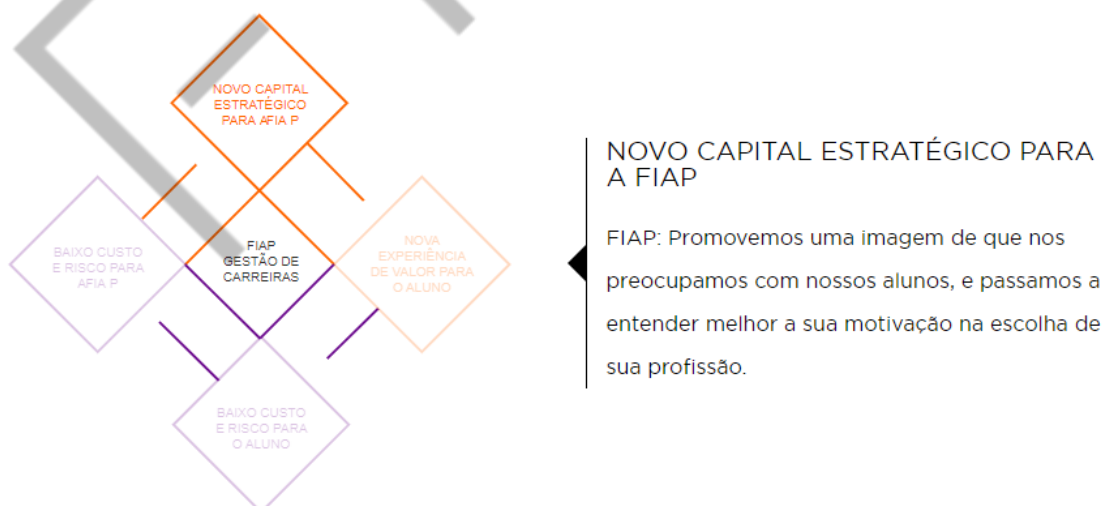 NOVO CAPITAL
ESTRATÉGICO
PARA AFIA P
BAIXO CUSTO
E RISCO PARA
AFIA P
FIAP
GESTÃO DE
CARREIRAS
NOVA
EXPERIÊNCIA
DE VALOR PARA
O ALUNO
BAIXO CUSTO
E RISCO PARA
O ALUNO
NOVO CAPITAL ESTRATÉGICO PARA
A FIAP
FIAP: Promovemos uma imagem de que nos
preocupamos com nossos alunos, e passamos a
entender melhor a sua motivação na escolha de
sua profissão.